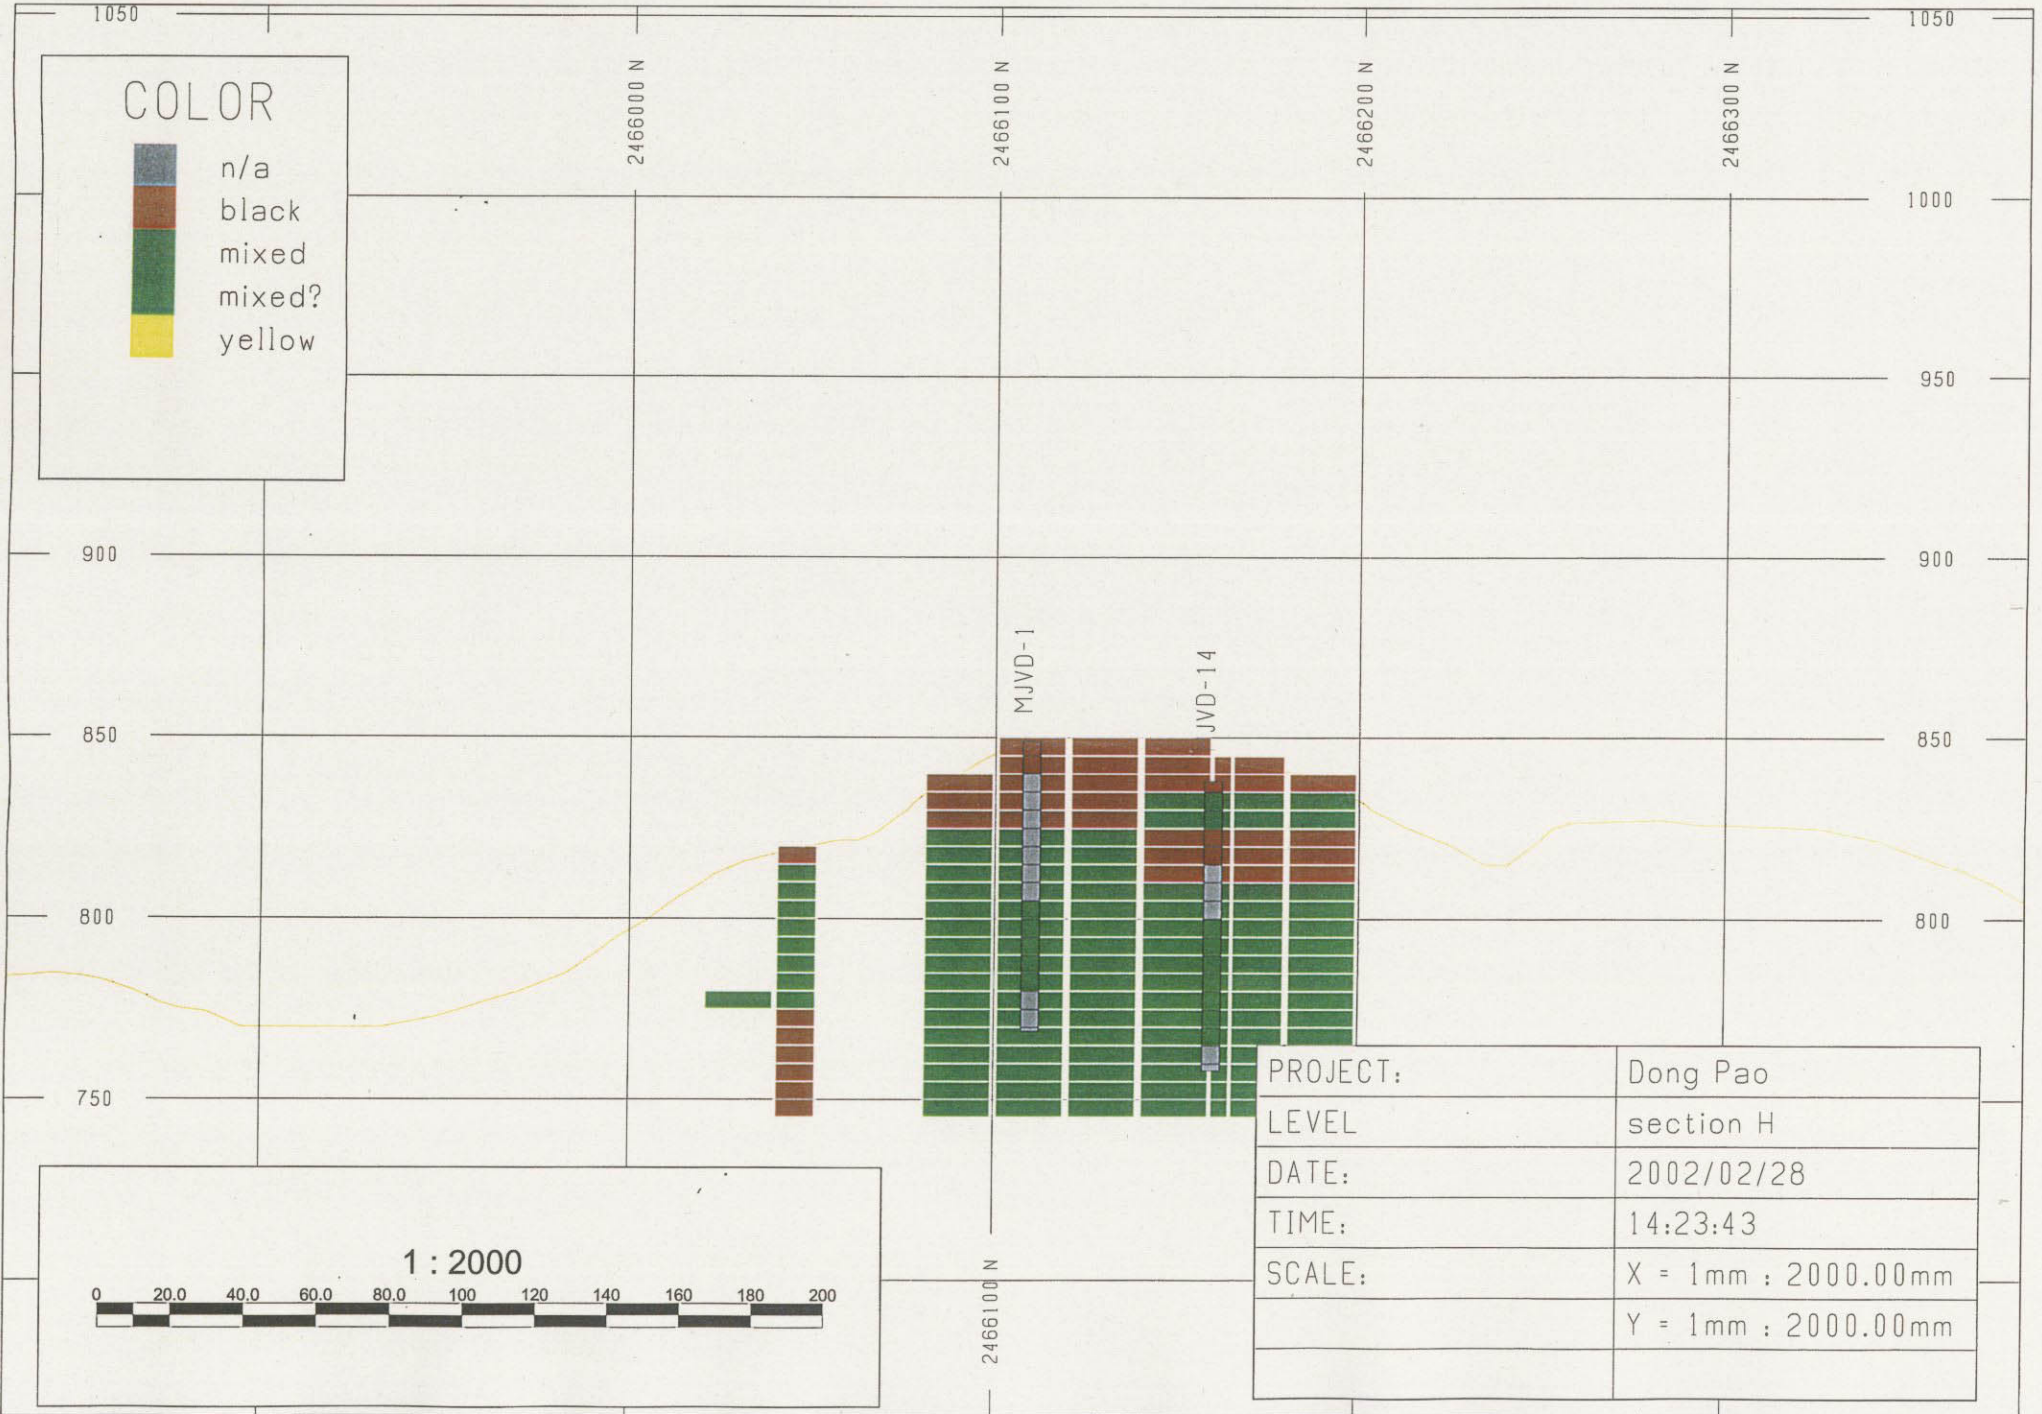 1050
1050
2466000 N
2466100 N
2466200 N
2466300 N
COLOR
n/a
black
mixed
mixed?
yellow
1000
950
900
900
MJVD-1
JVD-14
850
850
800
800
750
PROJECT: Dong Pao
LEVEL section H
DATE: 2002/02/28
TIME: 14:23:43
SCALE: X = 1mm : 2000.00mm
Y = 1mm : 2000.00mm
1 : 2000
0 20.0 40.0 60.0 80.0 100 120 140 160 180 200
2466100 N